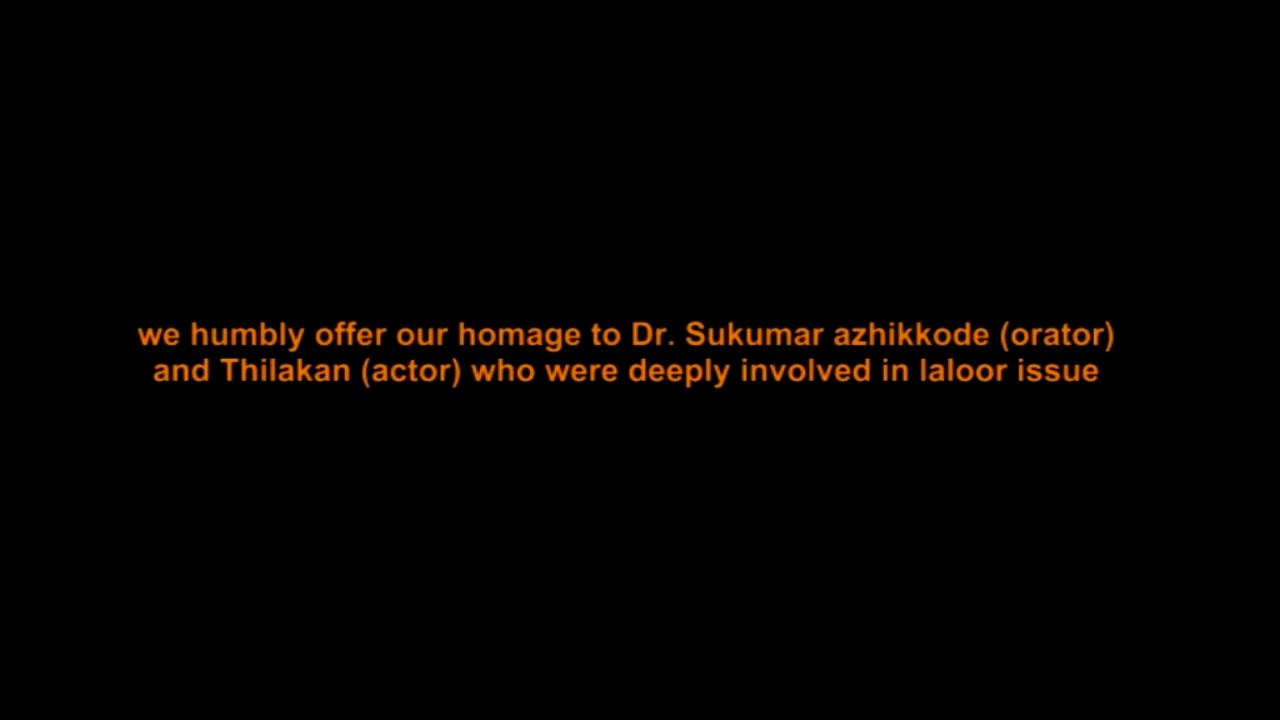 we humbly offer our homage to Dr. Sukumar azhikkode (orator)
and Thilakan (actor) who were deeply involved in laloor issue